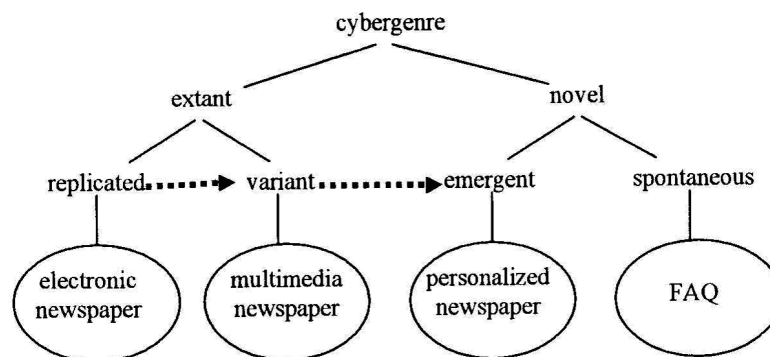 cybergenre
extant novel
replicated variant emergent spontaneous
electronic newspaper
multimedia newspaper
personalized newspaper
FAQ